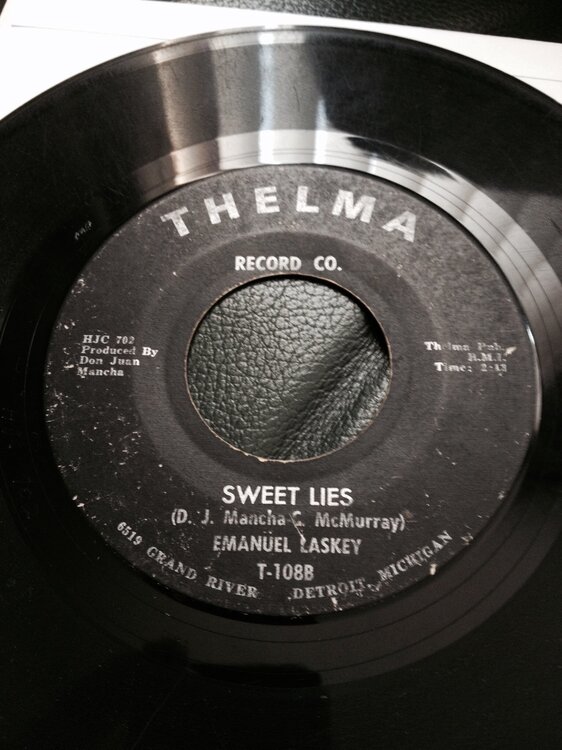 THELMA
RECORD CO.
HJC 702
Produced By
Don Juan
Mancha
Thelma Pub.
B.M.I.
Time: 2:48
SWEET LIES
(D. J. Mancha-C. McMurray)
EMANUEL LASKEY
T-108B
6519 GRAND RIVER DETROIT, MICHIGAN